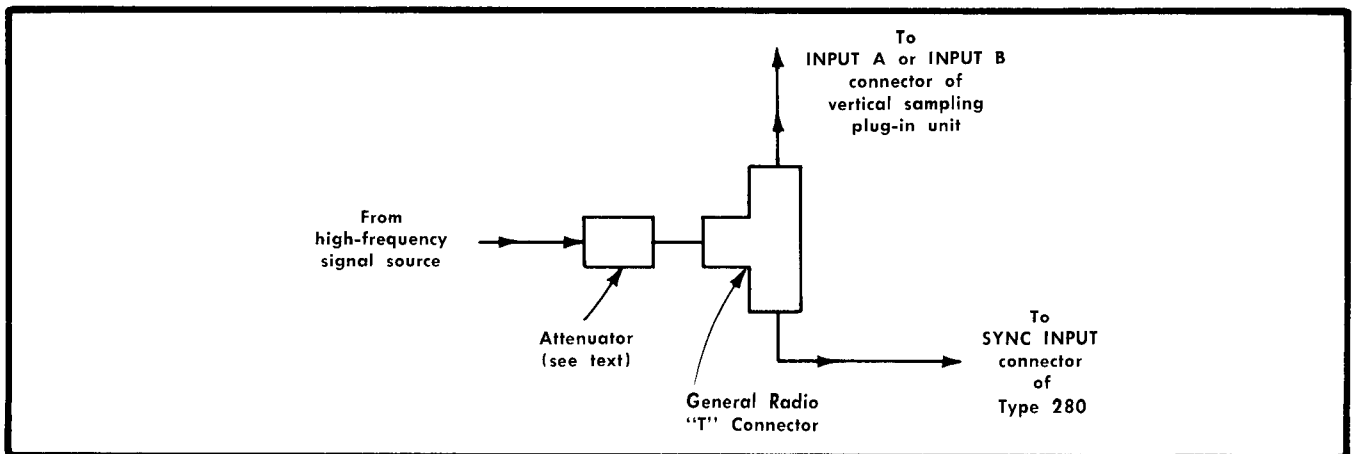 To
INPUT A or INPUT B
connector of
vertical sampling
plug-in unit
From
high-frequency
signal source
Attenuator
(see text)
General Radio
"T" Connector
To
SYNC INPUT
connector
of
Type 280